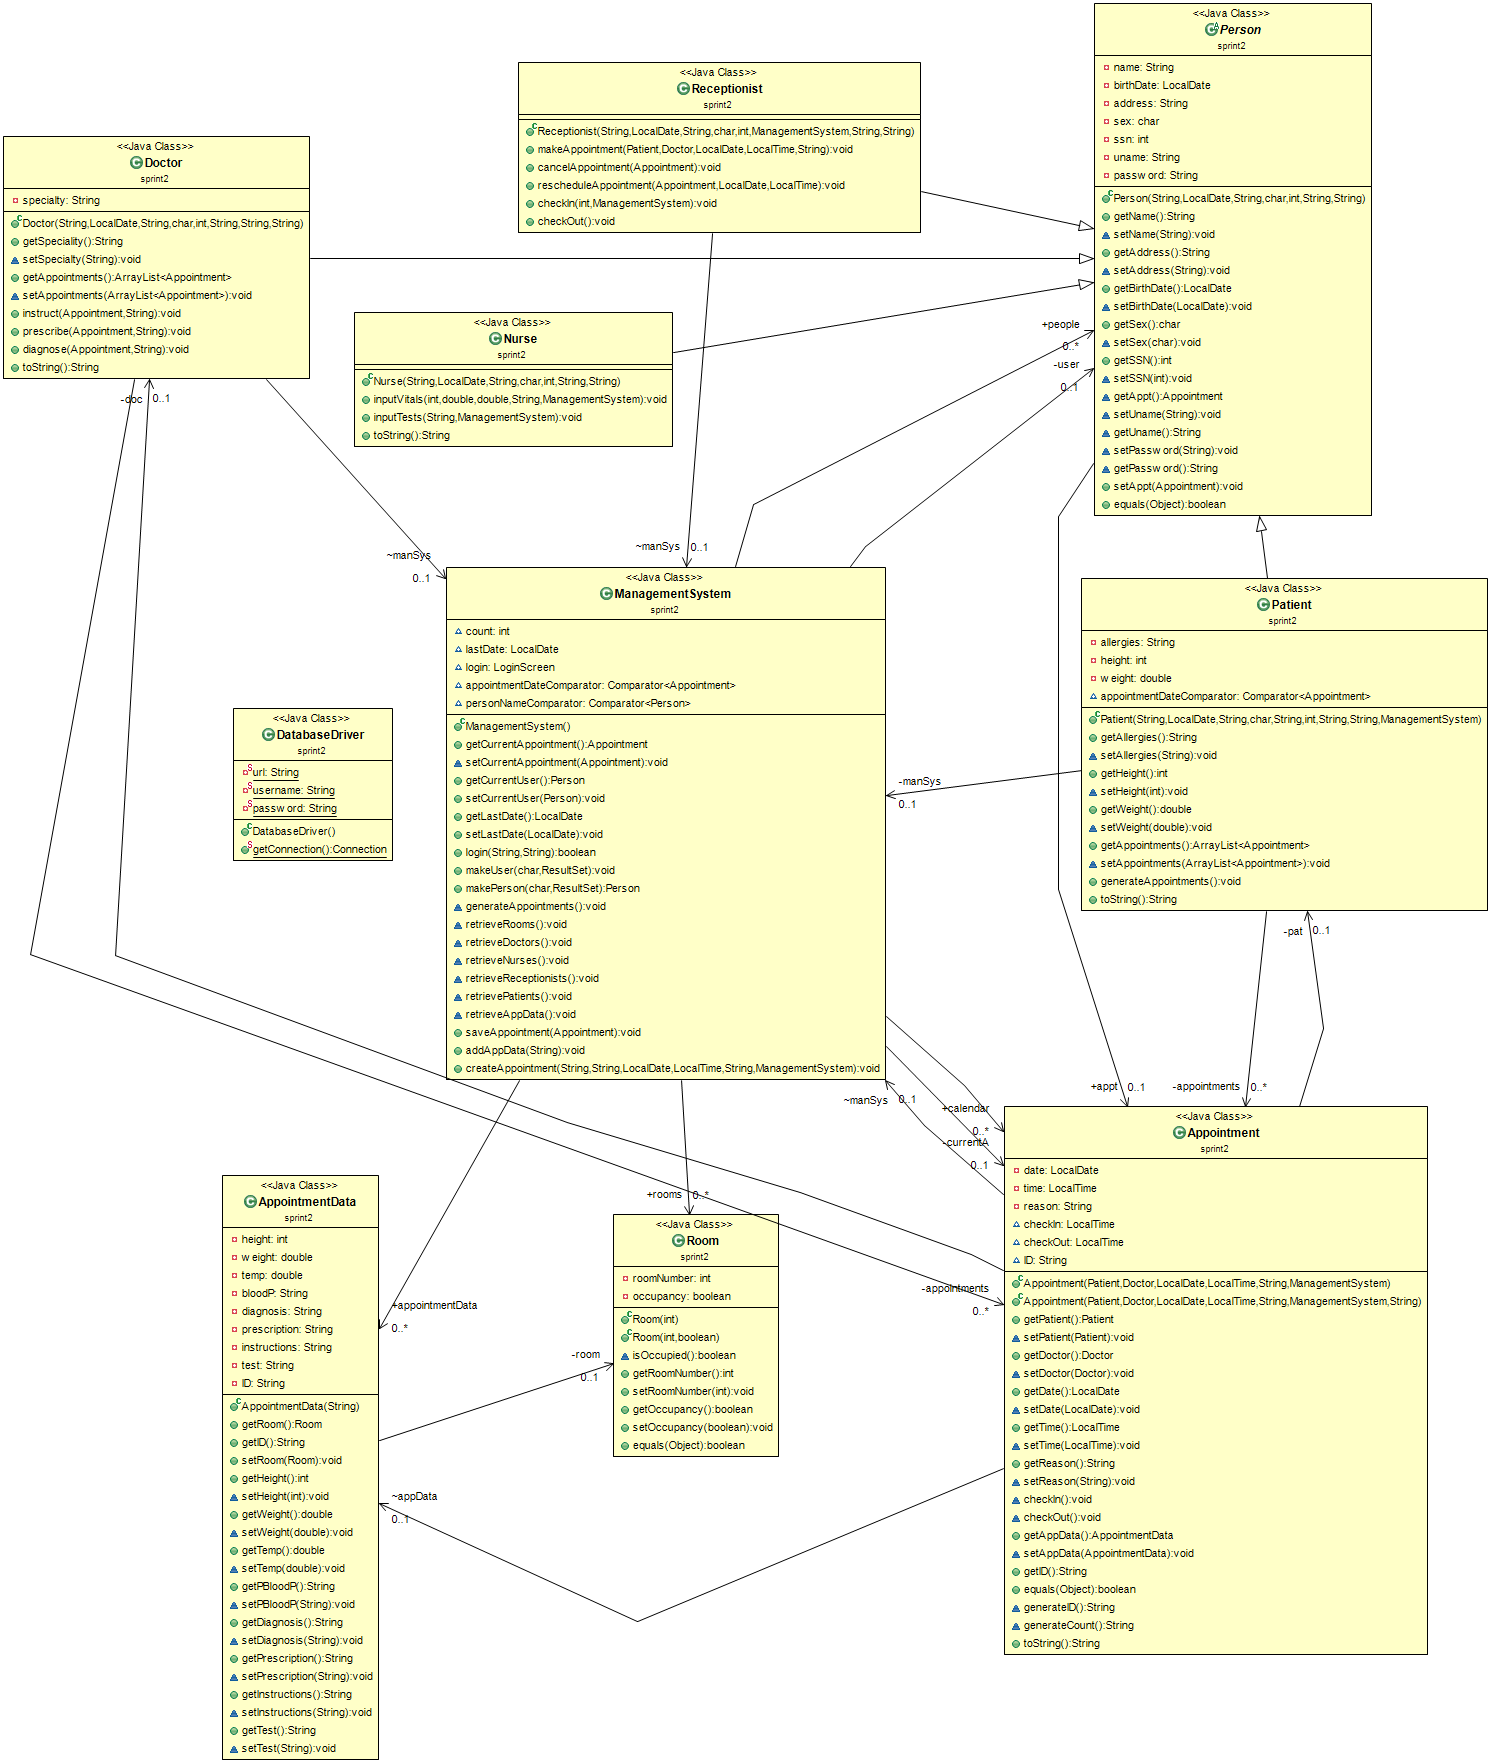 <<Java Class>>
Person
sprint2
name: String
birthDate: LocalDate
address: String
sex: char
ssn: int
uname: String
password: String
Person(String,LocalDate,String,char,int,String,String)
getName():String
setName(String):void
getAddress():String
setAddress(String):void
getBirthDate():LocalDate
setBirthDate(LocalDate):void
getSex():char
setSex(char):void
getSSN():int
setSSN(int):void
getAppt():Appointment
setUname(String):void
getUname():String
setPassword(String):void
getPassword():String
setAppt(Appointment):void
equals(Object):boolean
<<Java Class>>
Receptionist
sprint2
Receptionist(String,LocalDate,String,char,int,ManagementSystem,String,String)
makeAppointment(Patient,Doctor,LocalDate,LocalTime,String):void
cancelAppointment(Appointment):void
rescheduleAppointment(Appointment,LocalDate,LocalTime):void
checkIn(int,ManagementSystem):void
checkOut():void
<<Java Class>>
Doctor
sprint2
specialty: String
Doctor(String,LocalDate,String,char,int,String,String,String)
getSpeciality():String
setSpecialty(String):void
getAppointments():ArrayList<Appointment>
setAppointments(ArrayList<Appointment>):void
instruct(Appointment,String):void
prescribe(Appointment,String):void
diagnose(Appointment,String):void
toString():String
<<Java Class>>
Nurse
sprint2
Nurse(String,LocalDate,String,char,int,String,String)
inputVitals(int,double,double,String,ManagementSystem):void
inputTests(String,ManagementSystem):void
toString():String
+people
0..*
-user
0..1
-doc
0..1
~manSys
0..1
~manSys
0..1
<<Java Class>>
ManagementSystem
sprint2
count: int
lastDate: LocalDate
login: LoginScreen
appointmentDateComparator: Comparator<Appointment>
personNameComparator: Comparator<Person>
ManagementSystem()
getCurrentAppointment():Appointment
setCurrentAppointment(Appointment):void
getCurrentUser():Person
setCurrentUser(Person):void
getLastDate():LocalDate
setLastDate(LocalDate):void
login(String,String):boolean
makeUser(char,ResultSet):void
makePerson(char,ResultSet):Person
generateAppointments():void
retrieveRooms():void
retrieveDoctors():void
retrieveNurses():void
retrieveReceptionists():void
retrievePatients():void
retrieveAppData():void
saveAppointment(Appointment):void
addAppData(String):void
createAppointment(String,String,LocalDate,LocalTime,String,ManagementSystem):void
<<Java Class>>
Patient
sprint2
allergies: String
height: int
weight: double
appointmentDateComparator: Comparator<Appointment>
Patient(String,LocalDate,String,char,String,int,String,String,ManagementSystem)
getAllergies():String
setAllergies(String):void
getHeight():int
setHeight(int):void
getWeight():double
setWeight(double):void
getAppointments():ArrayList<Appointment>
setAppointments(ArrayList<Appointment>):void
generateAppointments():void
toString():String
<<Java Class>>
DatabaseDriver
sprint2
url: String
username: String
password: String
DatabaseDriver()
getConnection():Connection
-manSys
0..1
-pat
0..1
+appt
0..1
-appointments
0..*
~manSys
0..1
+calendar
0..*
-currentA
0..1
<<Java Class>>
Appointment
sprint2
date: LocalDate
time: LocalTime
reason: String
checkIn: LocalTime
checkOut: LocalTime
ID: String
Appointment(Patient,Doctor,LocalDate,LocalTime,String,ManagementSystem)
Appointment(Patient,Doctor,LocalDate,LocalTime,String,ManagementSystem,String)
getPatient():Patient
setPatient(Patient):void
getDoctor():Doctor
setDoctor(Doctor):void
getDate():LocalDate
setDate(LocalDate):void
getTime():LocalTime
setTime(LocalTime):void
getReason():String
setReason(String):void
checkIn():void
checkOut():void
getAppData():AppointmentData
setAppData(AppointmentData):void
getID():String
equals(Object):boolean
generateID():String
generateCount():String
toString():String
<<Java Class>>
AppointmentData
sprint2
height: int
weight: double
temp: double
bloodP: String
diagnosis: String
prescription: String
instructions: String
test: String
ID: String
AppointmentData(String)
getRoom():Room
getID():String
setRoom(Room):void
getHeight():int
setHeight(int):void
getWeight():double
setWeight(double):void
getTemp():double
setTemp(double):void
getPBloodP():String
setPBloodP(String):void
getDiagnosis():String
setDiagnosis(String):void
getPrescription():String
setPrescription(String):void
getInstructions():String
setInstructions(String):void
getTest():String
setTest(String):void
+rooms
0..*
<<Java Class>>
Room
sprint2
roomNumber: int
occupancy: boolean
Room(int)
Room(int,boolean)
isOccupied():boolean
getRoomNumber():int
setRoomNumber(int):void
getOccupancy():boolean
setOccupancy(boolean):void
equals(Object):boolean
-appointments
0..*
+appointmentData
0..*
-room
0..1
~appData
0..1